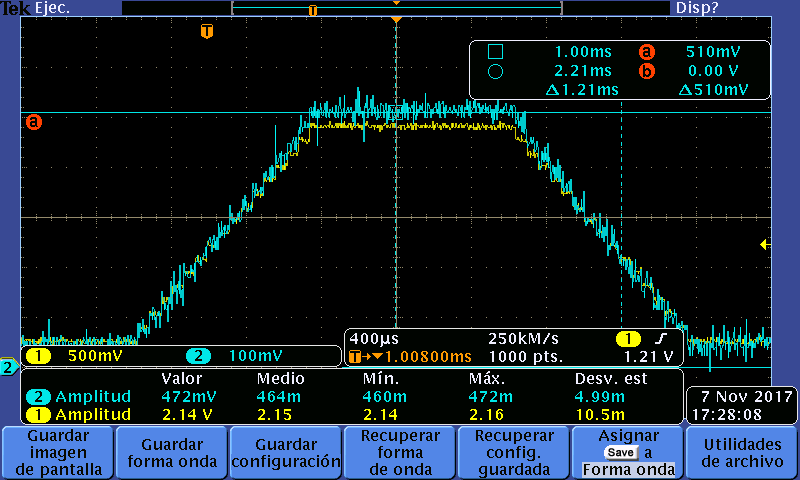 Tek Ejec. Disp?
T
T
1.00ms a 510mV
2.21ms b 0.00 V
Δ1.21ms Δ510mV
a
400µs 250kM/s 1 ʃ
1 500mV 2 100mV T→▼1.00800ms 1000 pts. 1.21 V
2
Valor Medio Mín. Máx. Desv. est
2 Amplitud 472mV 464m 460m 472m 4.99m
1 Amplitud 2.14 V 2.15 2.14 2.16 10.5m
7 Nov 2017
17:28:08
Guardar imagen de pantalla
Guardar forma onda
Guardar configuración
Recuperar forma de onda
Recuperar config. guardada
Asignar Save a Forma onda
Utilidades de archivo